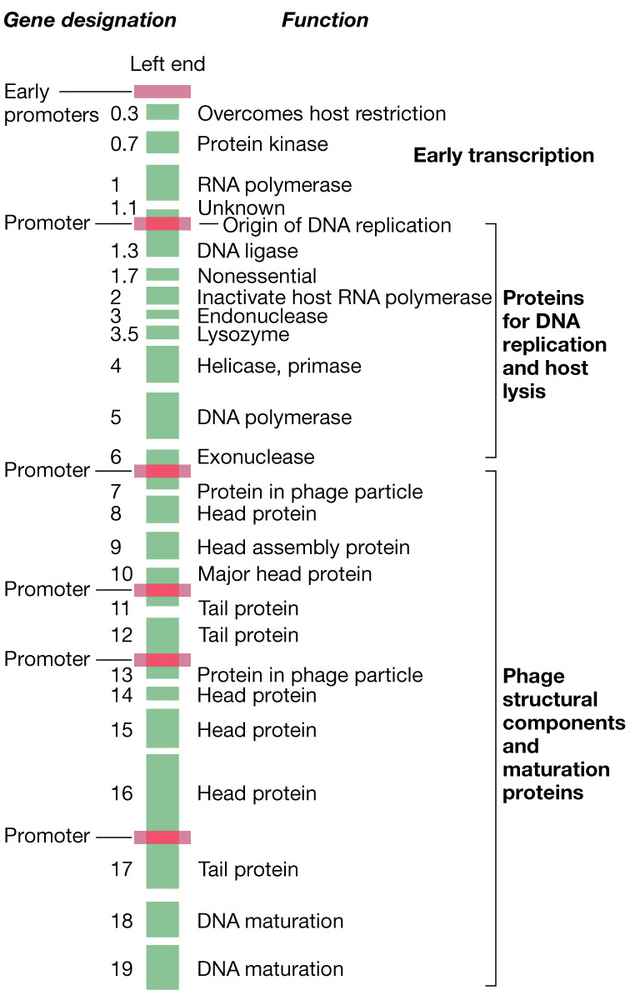 Gene designation Function
Left end
Early
promoters 0.3 Overcomes host restriction
0.7 Protein kinase
Early transcription
1 RNA polymerase
1.1 Unknown
Promoter Origin of DNA replication
1.3 DNA ligase
1.7 Nonessential
2 Inactivate host RNA polymerase
3 Endonuclease
3.5 Lysozyme
4 Helicase, primase
5 DNA polymerase
6 Exonuclease
Proteins
for DNA
replication
and host
lysis
Promoter
7 Protein in phage particle
8 Head protein
9 Head assembly protein
10 Major head protein
Promoter
11 Tail protein
12 Tail protein
Promoter
13 Protein in phage particle
14 Head protein
15 Head protein
16 Head protein
Promoter
17 Tail protein
18 DNA maturation
19 DNA maturation
Phage
structural
components
and
maturation
proteins